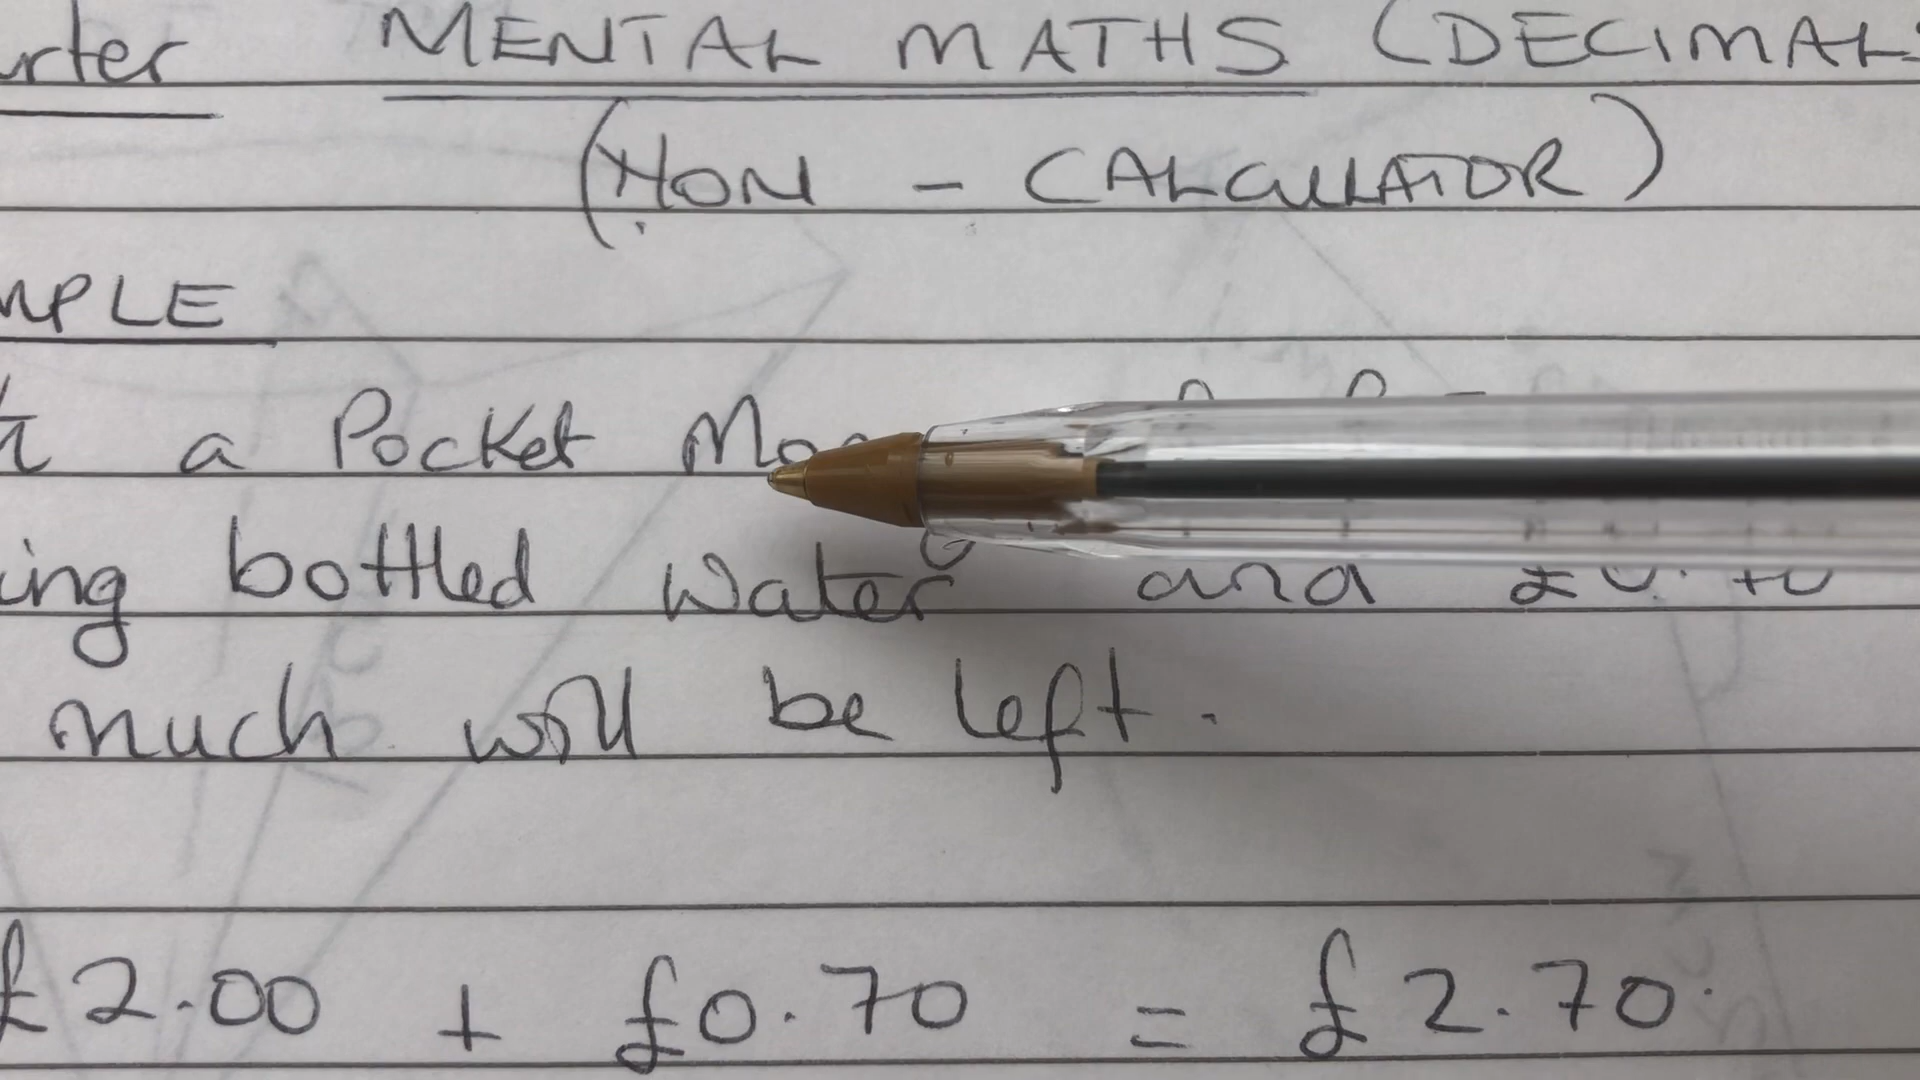 rter MENTAL MATHS (DECIMAL
(NON - CALCULATOR)
MPLE
a Pocket
ing bottled water and
much will be left.
£2.00 + £0.70 = £2.70.